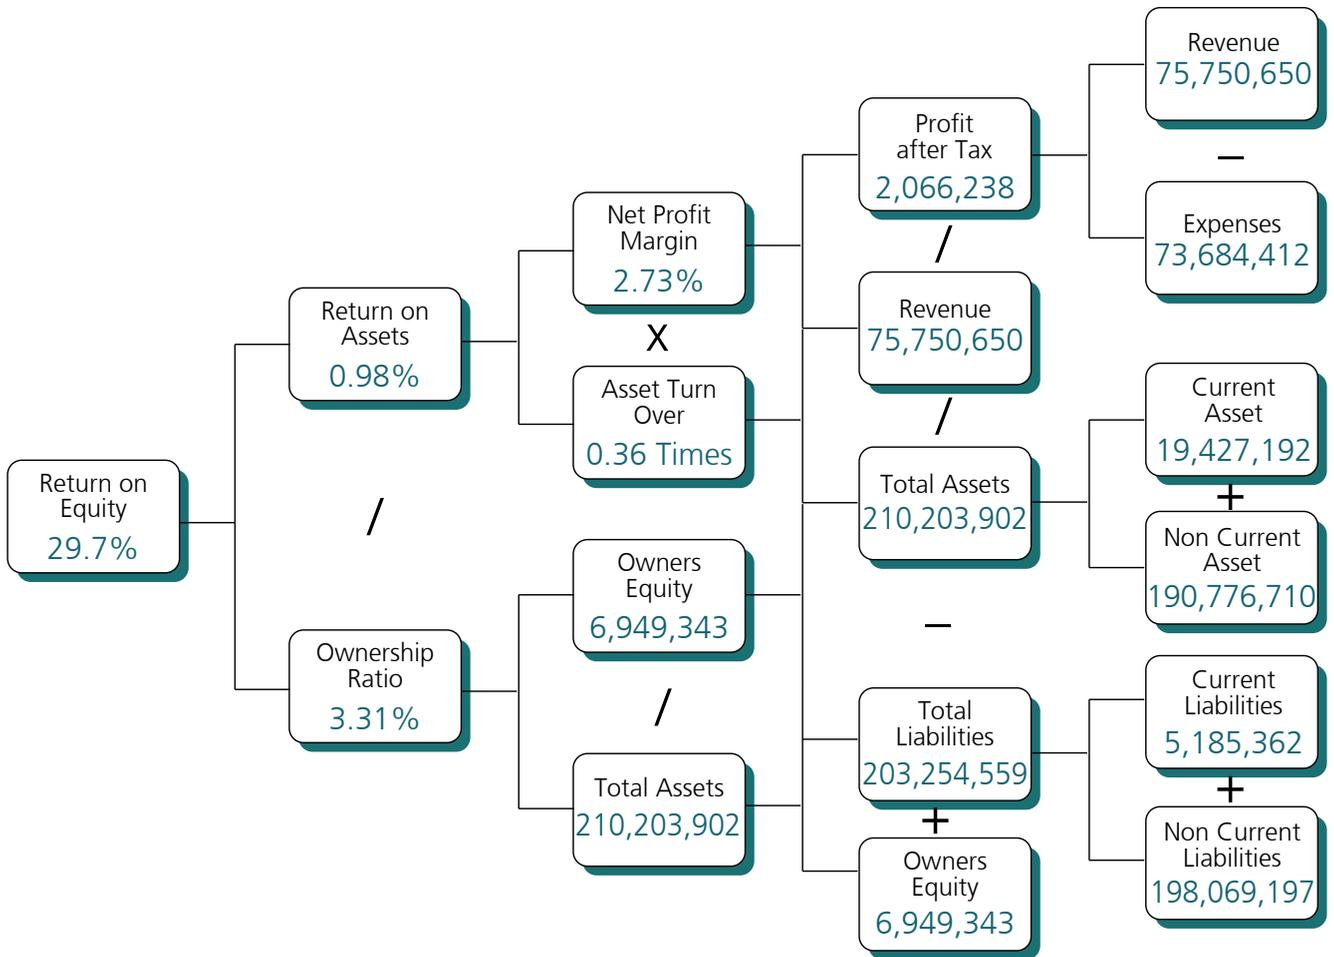 Return on
Equity
29.7%
Return on
Assets
0.98%
/
Ownership
Ratio
3.31%
Net Profit
Margin
2.73%
X
Asset Turn
Over
0.36 Times
Owners
Equity
6,949,343
/
Total Assets
210,203,902
Profit
after Tax
2,066,238
/
Revenue
75,750,650
/
Total Assets
210,203,902
–
Total
Liabilities
203,254,559
+
Owners
Equity
6,949,343
Revenue
75,750,650
–
Expenses
73,684,412
Current
Asset
19,427,192
+
Non Current
Asset
190,776,710
Current
Liabilities
5,185,362
+
Non Current
Liabilities
198,069,197